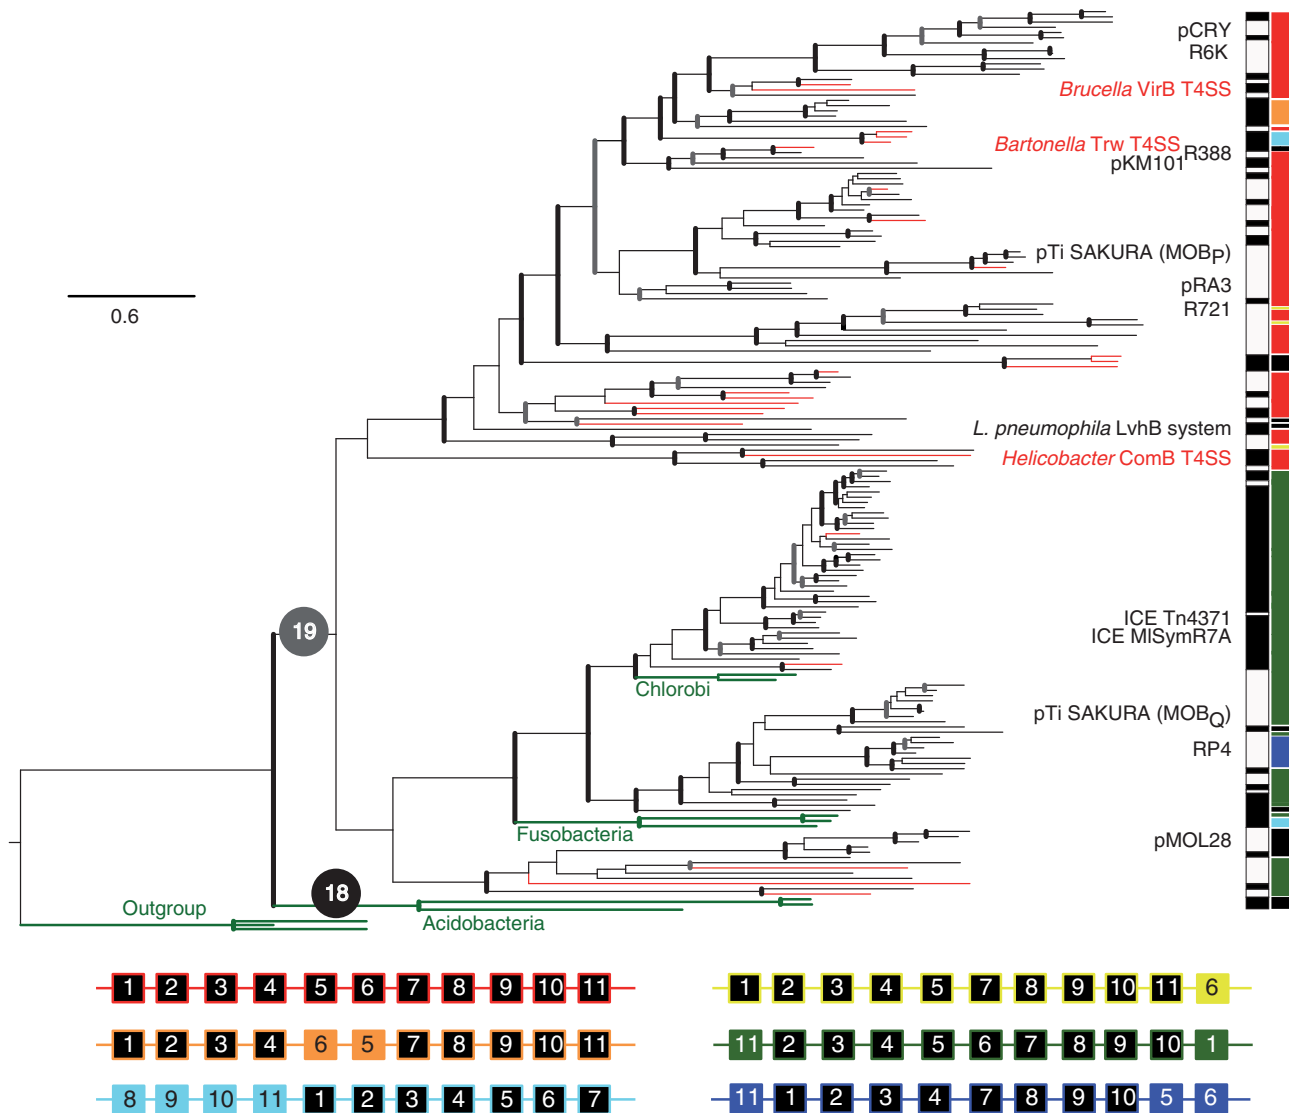 pCRY
R6K
Brucella VirB T4SS
Bartonella Trw T4SS
R388
pKM101
pTi SAKURA (MOBP)
0.6
pRA3
R721
L. pneumophila LvhB system
Helicobacter ComB T4SS
ICE Tn4371
ICE MlSymR7A
19
Chlorobi
pTi SAKURA (MOBQ)
RP4
Fusobacteria
pMOL28
18
Outgroup
Acidobacteria
1 2 3 4 5 6 7 8 9 10 11
1 2 3 4 5 7 8 9 10 11 6
1 2 3 4 6 5 7 8 9 10 11
11 2 3 4 5 6 7 8 9 10 1
8 9 10 11 1 2 3 4 5 6 7
11 1 2 3 4 7 8 9 10 5 6